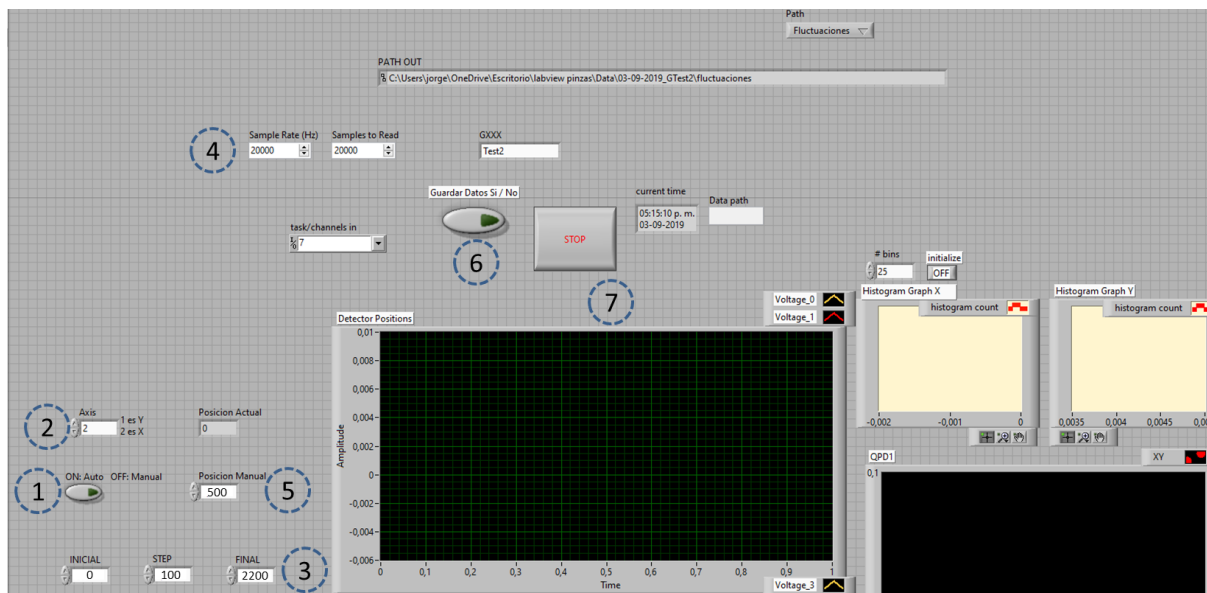 Path
Fluctuaciones
PATH OUT
C:\Users\jorge\OneDrive\Escritorio\labview pinzas\Data\03-09-2019_GTest2\fluctuaciones
4
Sample Rate (Hz)
20000
Samples to Read
20000
GXXX
Test2
Guardar Datos Si / No
6
task/channels in
7
STOP
7
current time
05:15:10 p. m.
03-09-2019
Data path
# bins
25
initialize
OFF
Voltage_0
Voltage_1
Detector Positions
0,01
0,008
0,006
0,004
0,002
0
-0,002
-0,004
-0,006
Amplitude
0 0,1 0,2 0,3 0,4 0,5 0,6 0,7 0,8 0,9 1
Time
Voltage_3
Histogram Graph X
histogram count
-0,002 -0,001 0
Histogram Graph Y
histogram count
0,0035 0,004 0,0045
QPD1
XY
0,1
2
Axis
2
1 es Y
2 es X
Posicion Actual
0
1
ON: Auto OFF: Manual
Posicion Manual
500
5
INICIAL
0
STEP
100
FINAL
2200
3